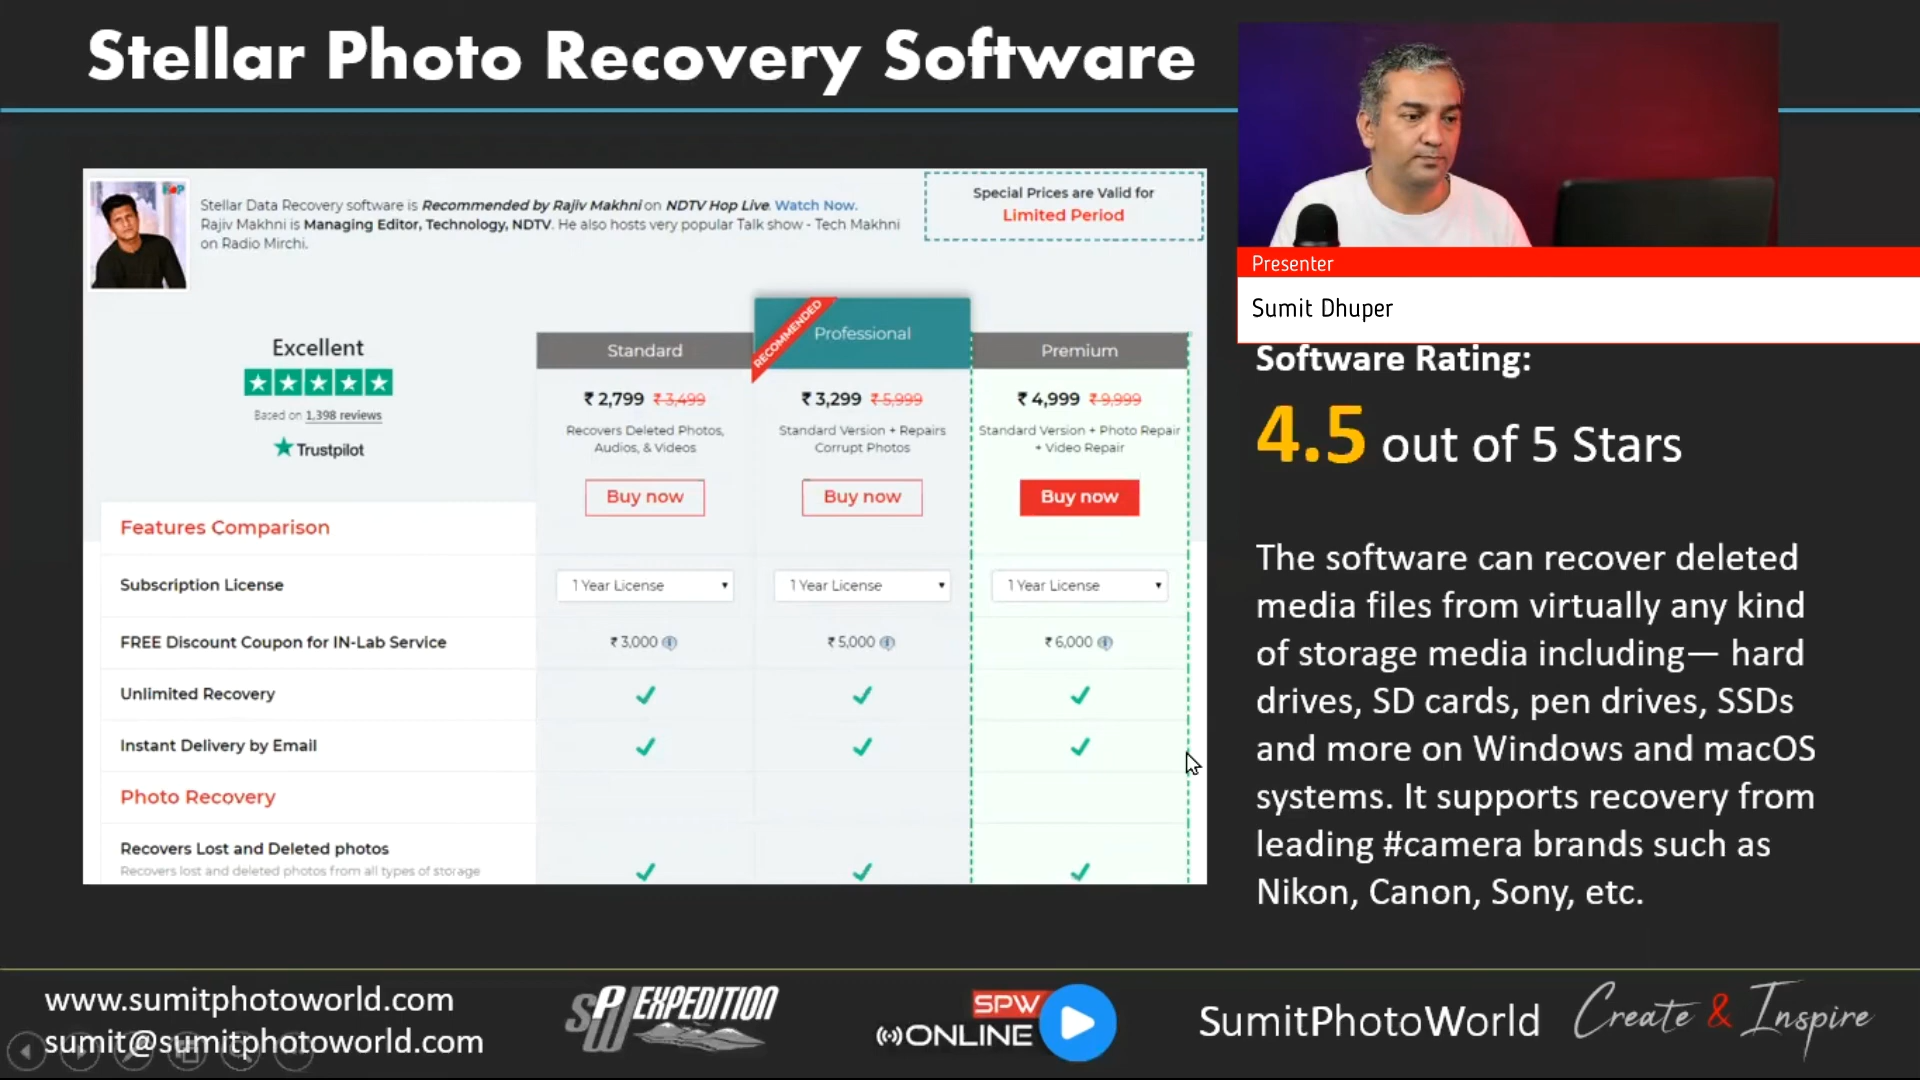 Stellar Photo Recovery Software
Stellar Data Recovery software is Recommended by Rajiv Makhni on NDTV Hop Live. Watch Now.
Rajiv Makhni is Managing Editor, Technology, NDTV. He also hosts very popular Talk show - Tech Makhni
on Radio Mirchi.
Special Prices are Valid for
Limited Period
Excellent
Based on 1,398 reviews
Trustpilot
Standard
RECOMMENDED
Professional
Premium
₹ 2,799 ₹ 3,499
₹ 3,299 ₹ 5,999
₹ 4,999 ₹ 9,999
Recovers Deleted Photos,
Audios, & Videos
Standard Version + Repairs
Corrupt Photos
Standard Version + Photo Repair
+ Video Repair
Buy now
Buy now
Buy now
Features Comparison
Subscription License
1 Year License
1 Year License
1 Year License
FREE Discount Coupon for IN-Lab Service
₹ 3,000
₹ 5,000
₹ 6,000
Unlimited Recovery
Instant Delivery by Email
Photo Recovery
Recovers Lost and Deleted photos
Recovers lost and deleted photos from all types of storage
Presenter
Sumit Dhuper
Software Rating:
4.5 out of 5 Stars
The software can recover deleted
media files from virtually any kind
of storage media including— hard
drives, SD cards, pen drives, SSDs
and more on Windows and macOS
systems. It supports recovery from
leading #camera brands such as
Nikon, Canon, Sony, etc.
www.sumitphotoworld.com
sumit@sumitphotoworld.com
SPW EXPEDITION
SPW
ONLINE
SumitPhotoWorld
Create & Inspire